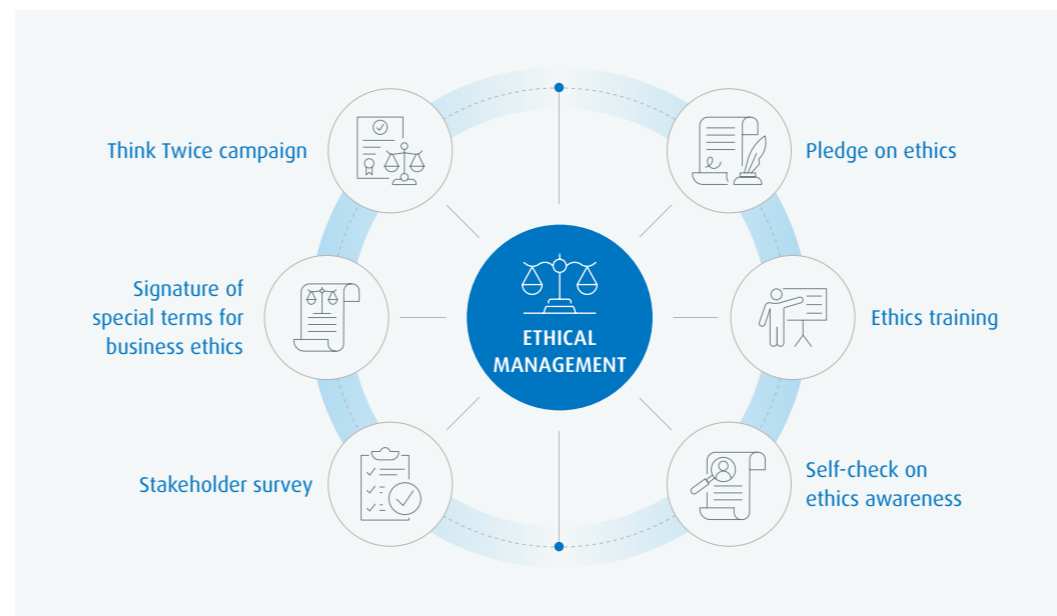 Think Twice campaign
Pledge on ethics
Signature of
special terms for
business ethics
ETHICAL
MANAGEMENT
Ethics training
Stakeholder survey
Self-check on
ethics awareness